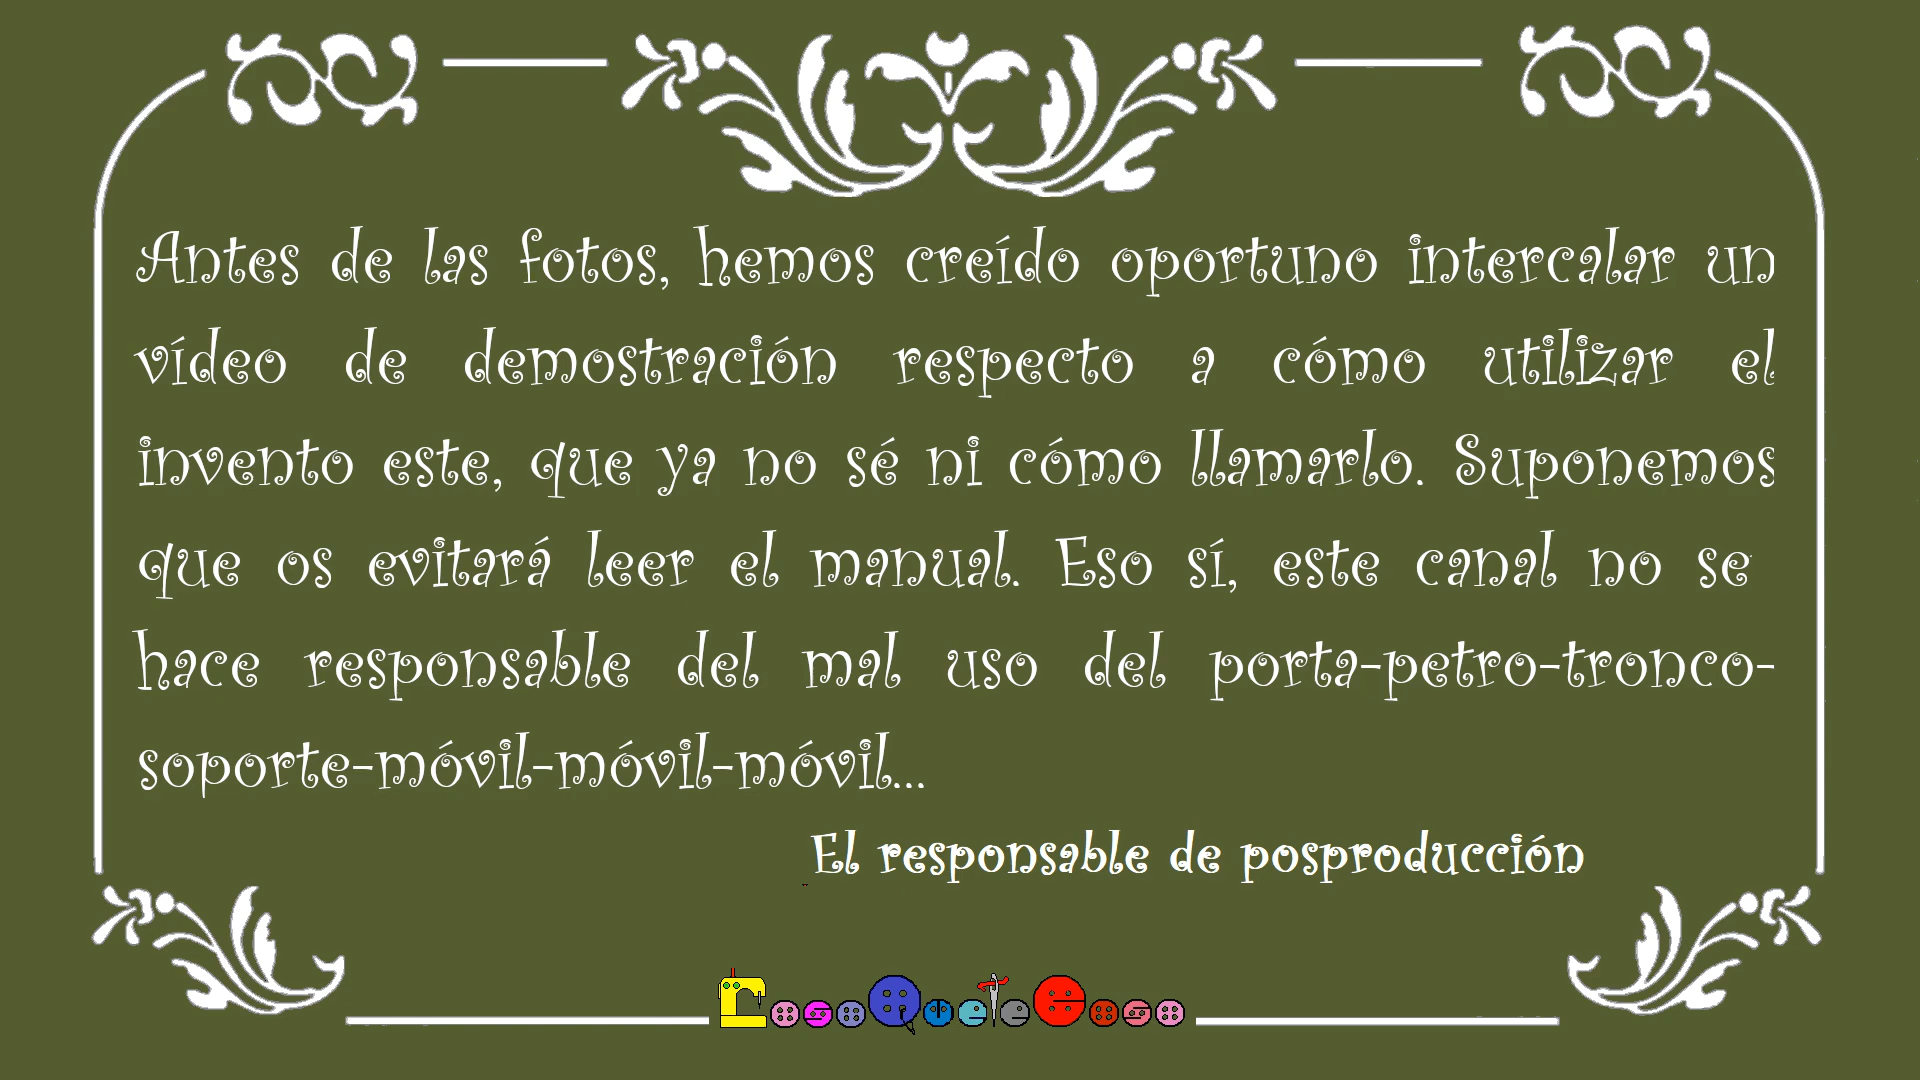 Antes de las fotos, hemos creído oportuno intercalar un
vídeo de demostración respecto a cómo utilizar el
invento este, que ya no sé ni cómo llamarlo. Suponemos
que os evitará leer el manual. Eso sí, este canal no se
hace responsable del mal uso del porta-petro-tronco-
soporte-móvil-móvil-móvil...
El responsable de posproducción